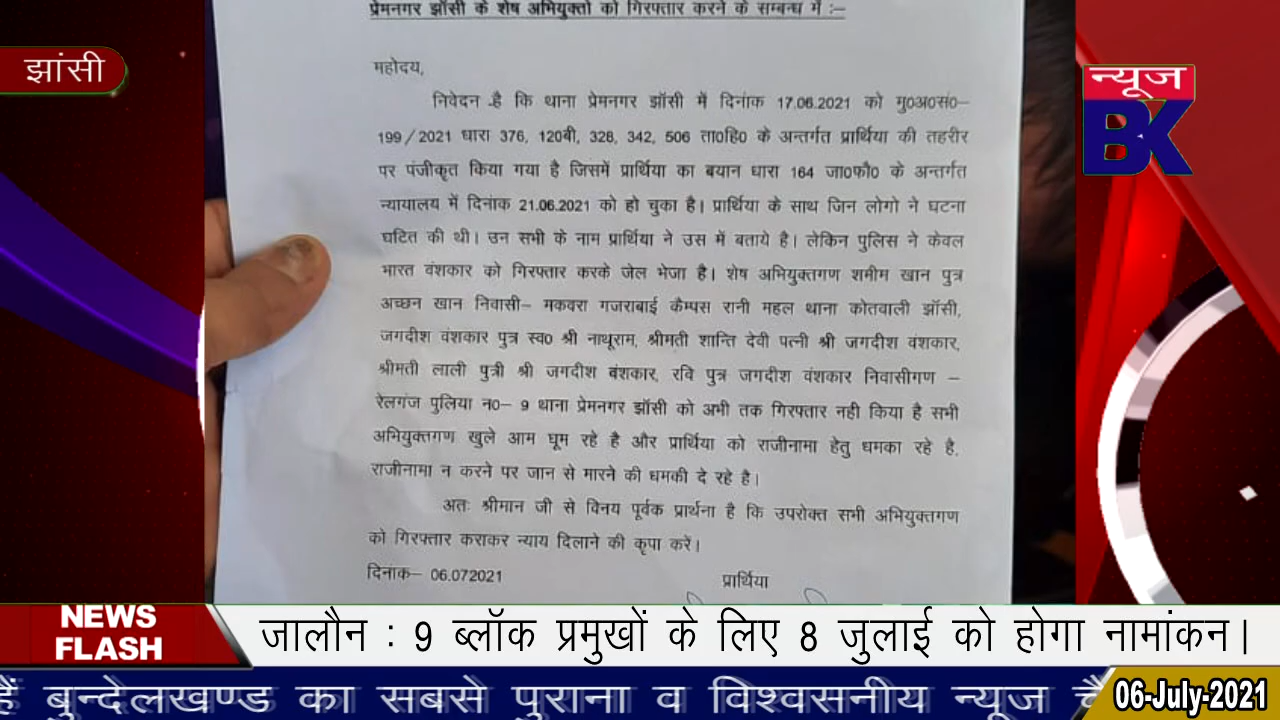 प्रेमनगर झॉसी के शेष अभियुक्तो को गिरफ्तार करने के सम्बन्ध में :–
झांसी
महोदय,
न्यूज
BK
निवेदन है कि थाना प्रेमनगर झॉसी में दिनांक 17.06.2021 को मु0अ0सं0–
199/2021 धारा 376, 120बी, 328, 342, 506 ता0हि0 के अन्तर्गत प्रार्थिया की तहरीर
पर पंजीकृत किया गया है जिसमें प्रार्थिया का बयान धारा 164 जा0फौ0 के अन्तर्गत
न्यायालय में दिनांक 21.06.2021 को हो चुका है। प्रार्थिया के साथ जिन लोगो ने घटना
घटित की थी। उन सभी के नाम प्रार्थिया ने उस में बताये है। लेकिन पुलिस ने केवल
भारत वंशकार को गिरफ्तार करके जेल भेजा है। शेष अभियुक्तगण शमीम खान पुत्र
अच्छन खान निवासी– मकवरा गजराबाई कैम्पस रानी महल थाना कोतवाली झॉसी,
जगदीश वंशकार पुत्र स्व0 श्री नाथूराम, श्रीमती शान्ति देवी पत्नी श्री जगदीश वंशकार,
श्रीमती लाली पुत्री श्री जगदीश बंशकार, रवि पुत्र जगदीश वंशकार निवासीगण –
रेलगंज पुलिया न0– 9 थाना प्रेमनगर झॉसी को अभी तक गिरफ्तार नही किया है सभी
अभियुक्तगण खुले आम घूम रहे है और प्रार्थिया को राजीनामा हेतु धमका रहे है,
राजीनामा न करने पर जान से मारने की धमकी दे रहे है।
अतः श्रीमान जी से विनय पूर्वक प्रार्थना है कि उपरोक्त सभी अभियुक्तगण
को गिरफ्तार कराकर न्याय दिलाने की कृपा करें।
दिनांक– 06.072021
प्रार्थिया
NEWS
FLASH
जालौन : 9 ब्लॉक प्रमुखों के लिए 8 जुलाई को होगा नामांकन।
हैं बुन्देलखण्ड का सबसे पुराना व विश्वसनीय न्यूज
06-July-2021